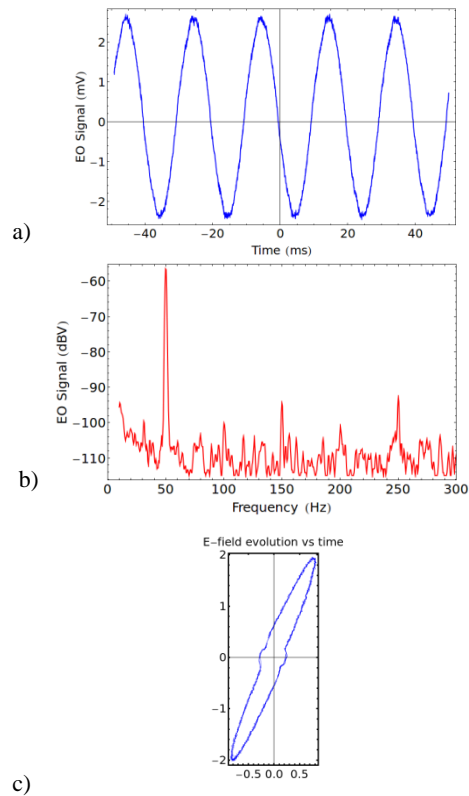 2
1
0
−1
−2
EO Signal (mV)
−40 −20 0 20 40
Time (ms)
a)
−60
−70
−80
−90
−100
−110
EO Signal (dBV)
0 50 100 150 200 250 300
Frequency (Hz)
b)
E−field evolution vs time
2
1
0
−1
−2
−0.5 0.0 0.5
c)